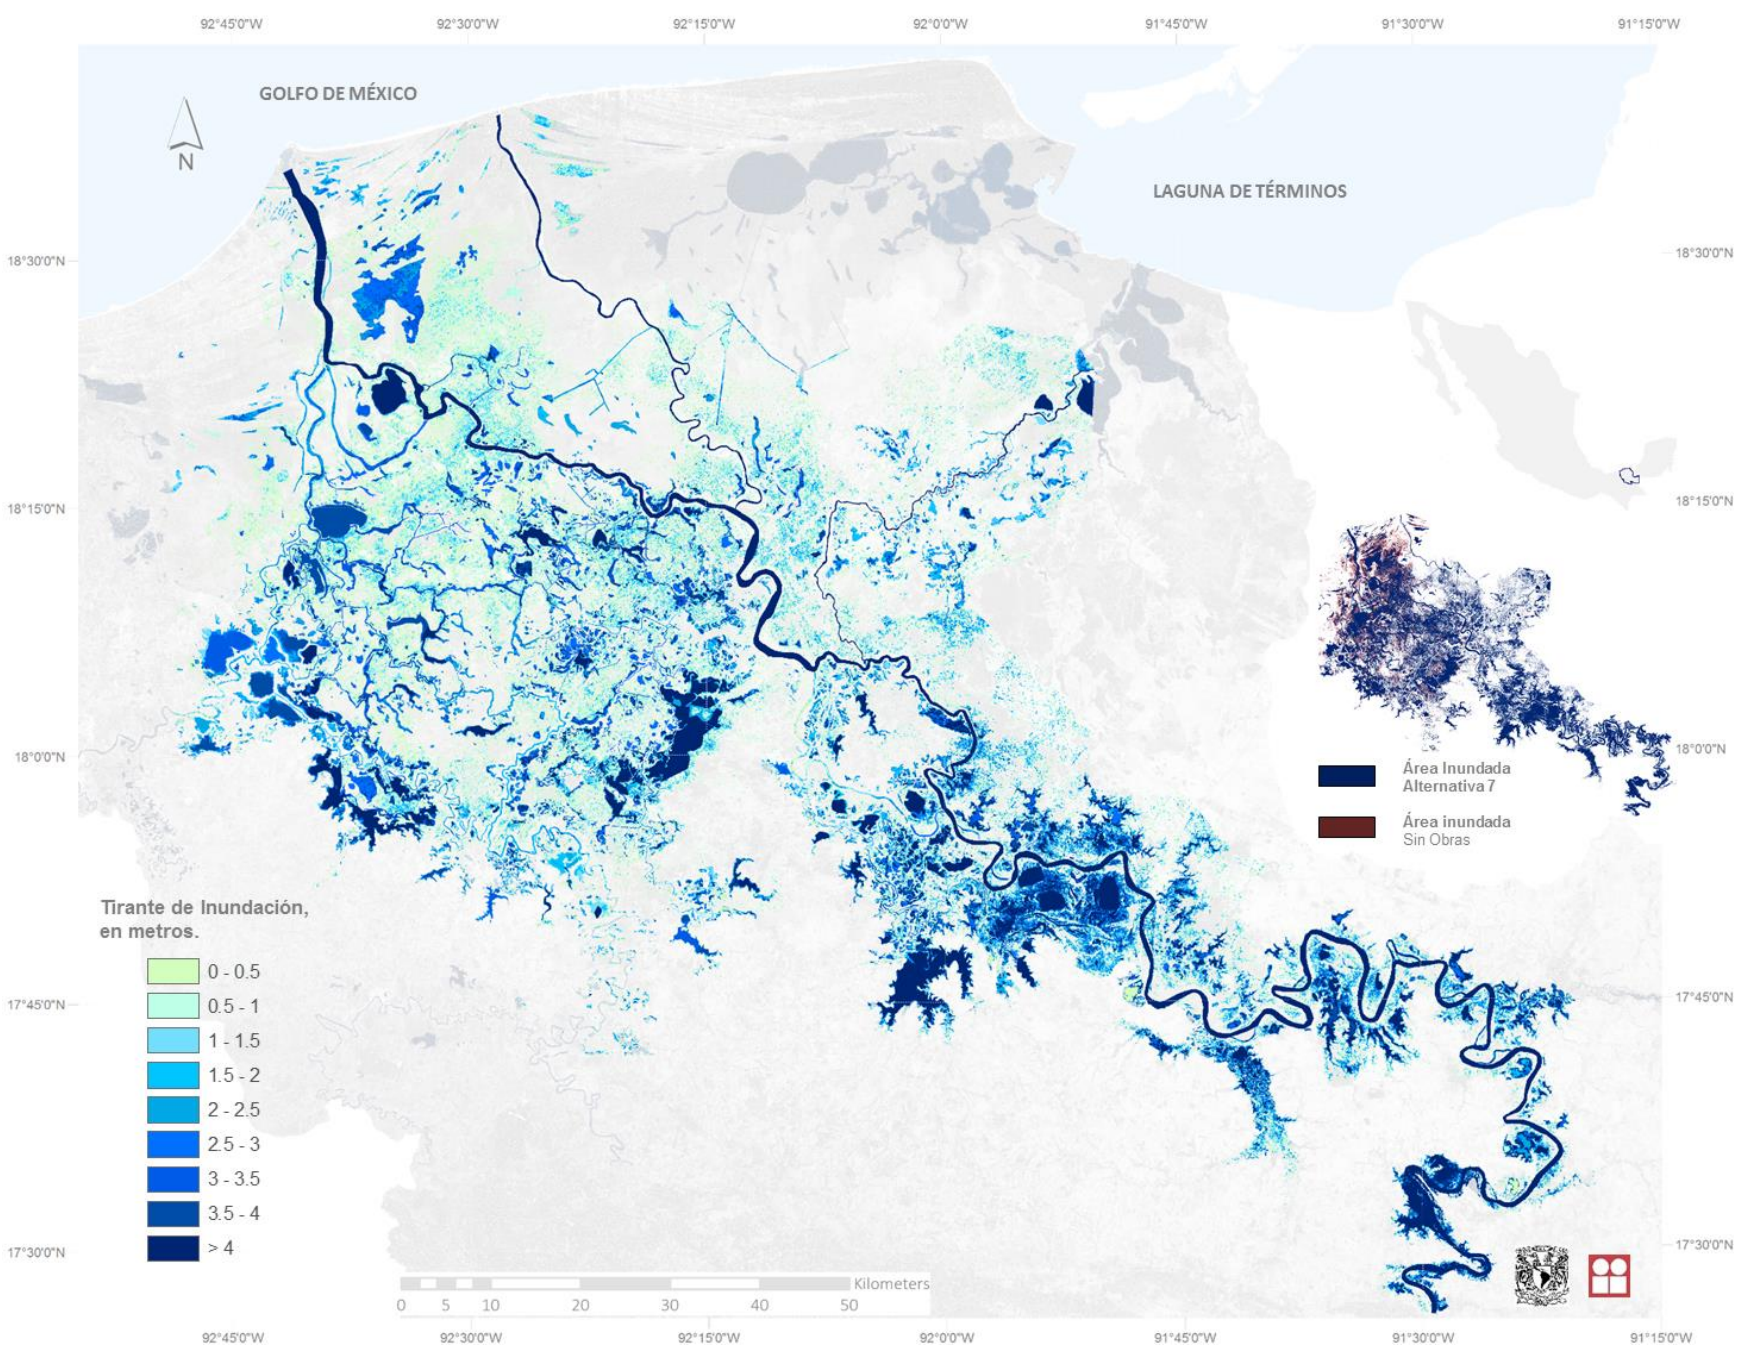 92°45'0"W 92°30'0"W 92°15'0"W 92°0'0"W 91°45'0"W 91°30'0"W 91°15'0"W
GOLFO DE MÉXICO
N
LAGUNA DE TÉRMINOS
18°30'0"N
18°30'0"N
18°15'0"N
18°15'0"N
18°0'0"N
18°0'0"N
Área Inundada
Alternativa 7
Área inundada
Sin Obras
Tirante de Inundación,
en metros.
0 - 0.5
0.5 - 1
1 - 1.5
1.5 - 2
2 - 2.5
2.5 - 3
3 - 3.5
3.5 - 4
> 4
17°45'0"N
17°45'0"N
17°30'0"N
17°30'0"N
Kilometers
0 5 10 20 30 40 50
92°45'0"W 92°30'0"W 92°15'0"W 92°0'0"W 91°45'0"W 91°30'0"W 91°15'0"W